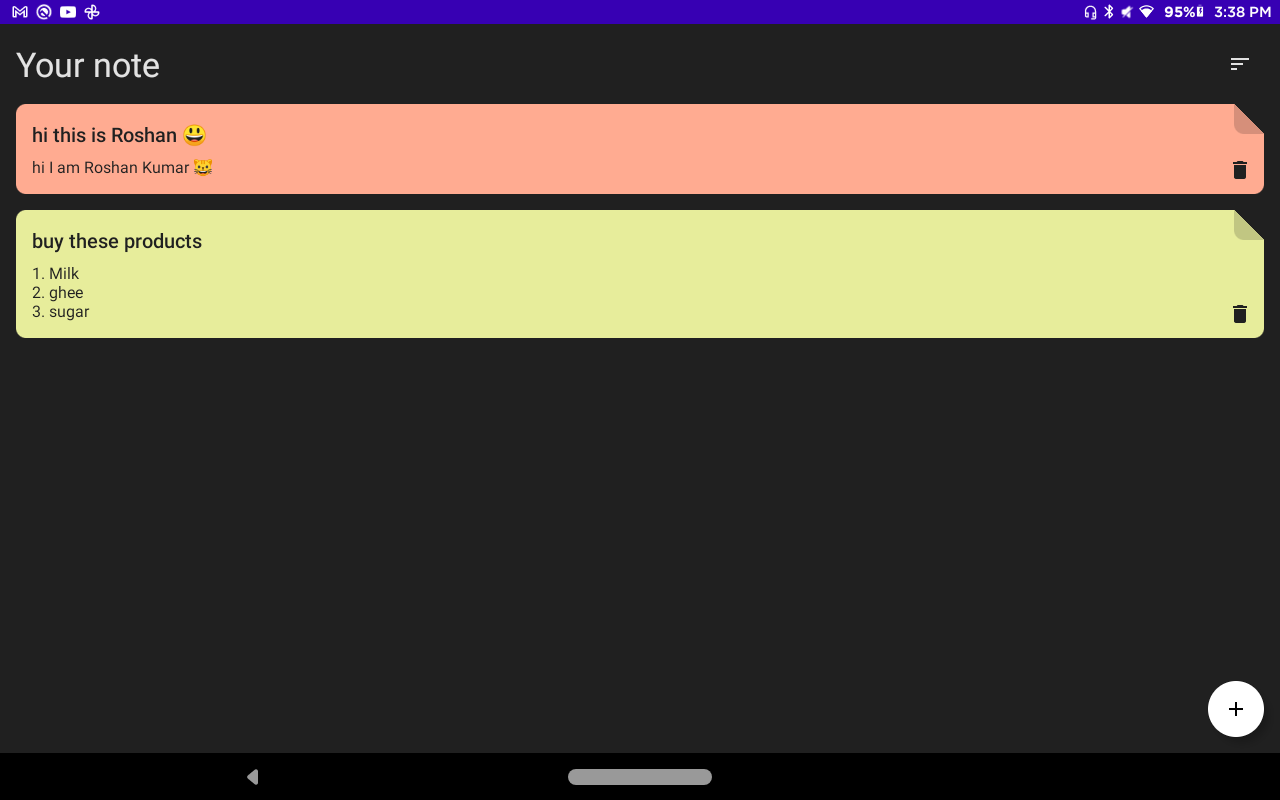 95% 3:38 PM
Your note
hi this is Roshan 😃
hi I am Roshan Kumar 😺
buy these products
1. Milk
2. ghee
3. sugar